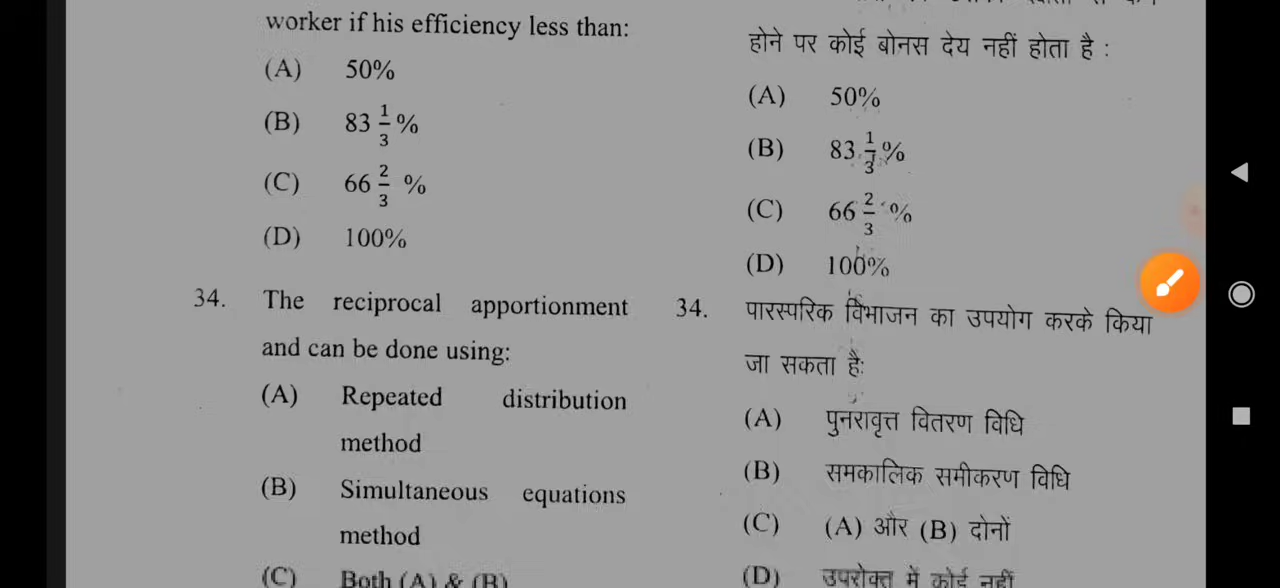 worker if his efficiency less than:
(A) 50%
(B) 83 1/3 %
(C) 66 2/3 %
(D) 100%
34. The reciprocal apportionment
and can be done using:
(A) Repeated distribution
method
(B) Simultaneous equations
method
(C) Both (A) & (B)
होने पर कोई बोनस देय नहीं होता है :
(A) 50%
(B) 83 1/3 %
(C) 66 2/3 %
(D) 100%
34. पारस्परिक विभाजन का उपयोग करके किया
जा सकता है:
(A) पुनरावृत्त वितरण विधि
(B) समकालिक समीकरण विधि
(C) (A) और (B) दोनों
(D) उपरोक्त में कोई नहीं